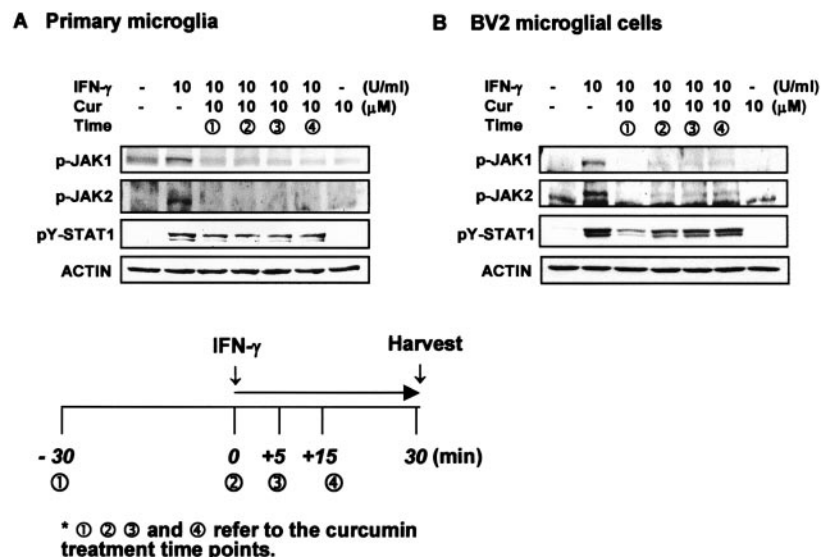 A Primary microglia
IFN-γ - 10 10 10 10 10 - (U/ml)
Cur - - 10 10 10 10 10 (μM)
Time ① ② ③ ④
p-JAK1
p-JAK2
pY-STAT1
ACTIN
B BV2 microglial cells
IFN-γ - 10 10 10 10 10 - (U/ml)
Cur - - 10 10 10 10 10 (μM)
Time ① ② ③ ④
p-JAK1
p-JAK2
pY-STAT1
ACTIN
IFN-γ Harvest
- 30 0 +5 +15 30 (min)
① ② ③ ④
* ① ② ③ and ④ refer to the curcumin
treatment time points.